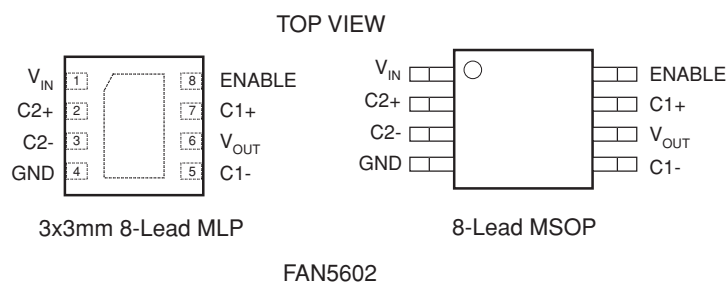 TOP VIEW
VIN 1 8 ENABLE
C2+ 2 7 C1+
C2- 3 6 VOUT
GND 4 5 C1-
3x3mm 8-Lead MLP
VIN ENABLE
C2+ C1+
C2- VOUT
GND C1-
8-Lead MSOP
FAN5602